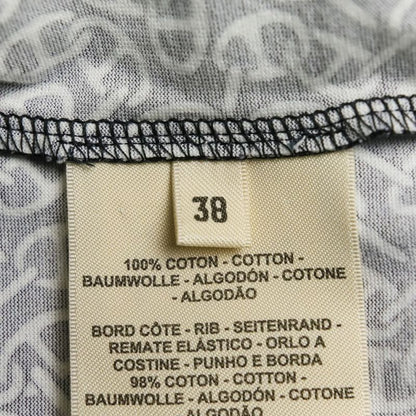 38
100% COTON - COTTON -
BAUMWOLLE - ALGODÓN - COTONE
- ALGODÃO
BORD CÔTE - RIB - SEITENRAND -
REMATE ELÁSTICO - ORLO A
COSTINE - PUNHO E BORDA
98% COTON - COTTON -
BAUMWOLLE - ALGODÓN - COTONE
ALGODÃO